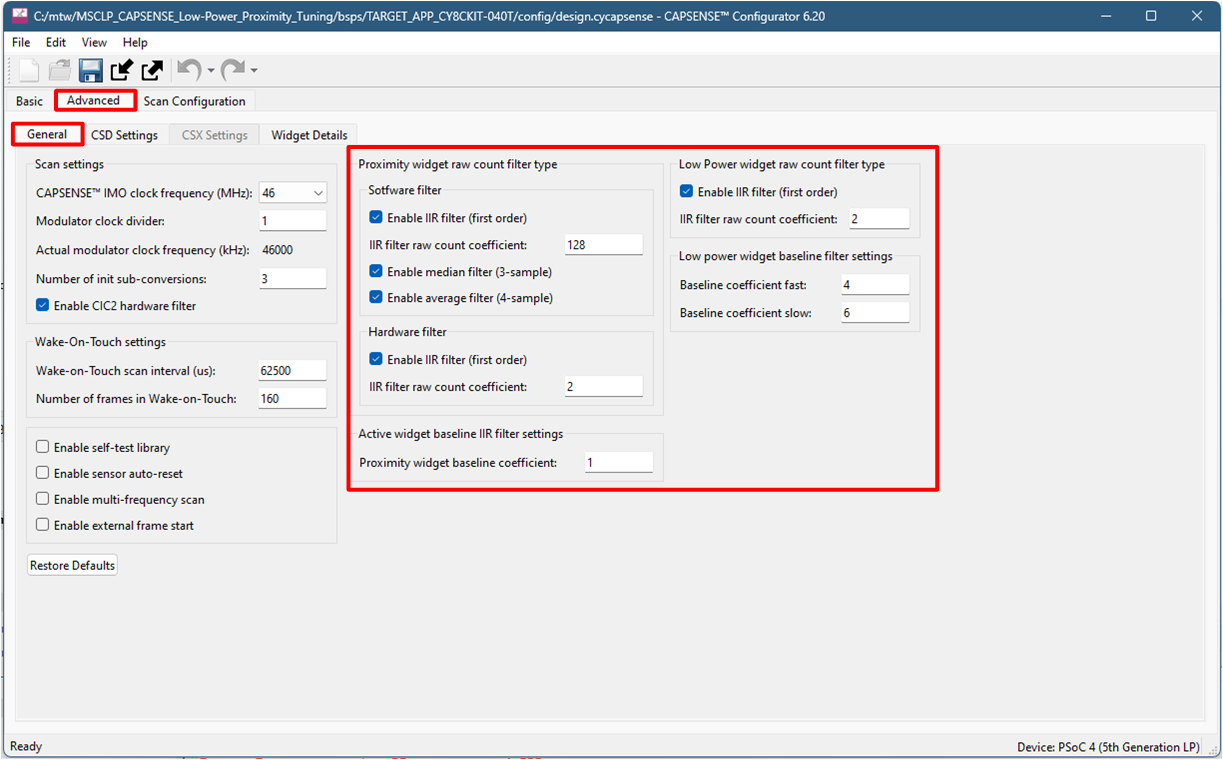 C:/mtw/MSCLP_CAPSENSE_Low-Power_Proximity_Tuning/bsps/TARGET_APP_CY8CKIT-040T/config/design.cycapsense - CAPSENSE™ Configurator 6.20
File Edit View Help
Basic Advanced Scan Configuration
General CSD Settings CSX Settings Widget Details
Scan settings
CAPSENSE™ IMO clock frequency (MHz): 46
Modulator clock divider: 1
Actual modulator clock frequency (kHz): 46000
Number of init sub-conversions: 3
Enable CIC2 hardware filter
Wake-On-Touch settings
Wake-on-Touch scan interval (us): 62500
Number of frames in Wake-on-Touch: 160
Enable self-test library
Enable sensor auto-reset
Enable multi-frequency scan
Enable external frame start
Restore Defaults
Proximity widget raw count filter type
Sotfware filter
Enable IIR filter (first order)
IIR filter raw count coefficient: 128
Enable median filter (3-sample)
Enable average filter (4-sample)
Hardware filter
Enable IIR filter (first order)
IIR filter raw count coefficient: 2
Active widget baseline IIR filter settings
Proximity widget baseline coefficient: 1
Low Power widget raw count filter type
Enable IIR filter (first order)
IIR filter raw count coefficient: 2
Low power widget baseline filter settings
Baseline coefficient fast: 4
Baseline coefficient slow: 6
Ready
Device: PSoC 4 (5th Generation LP)